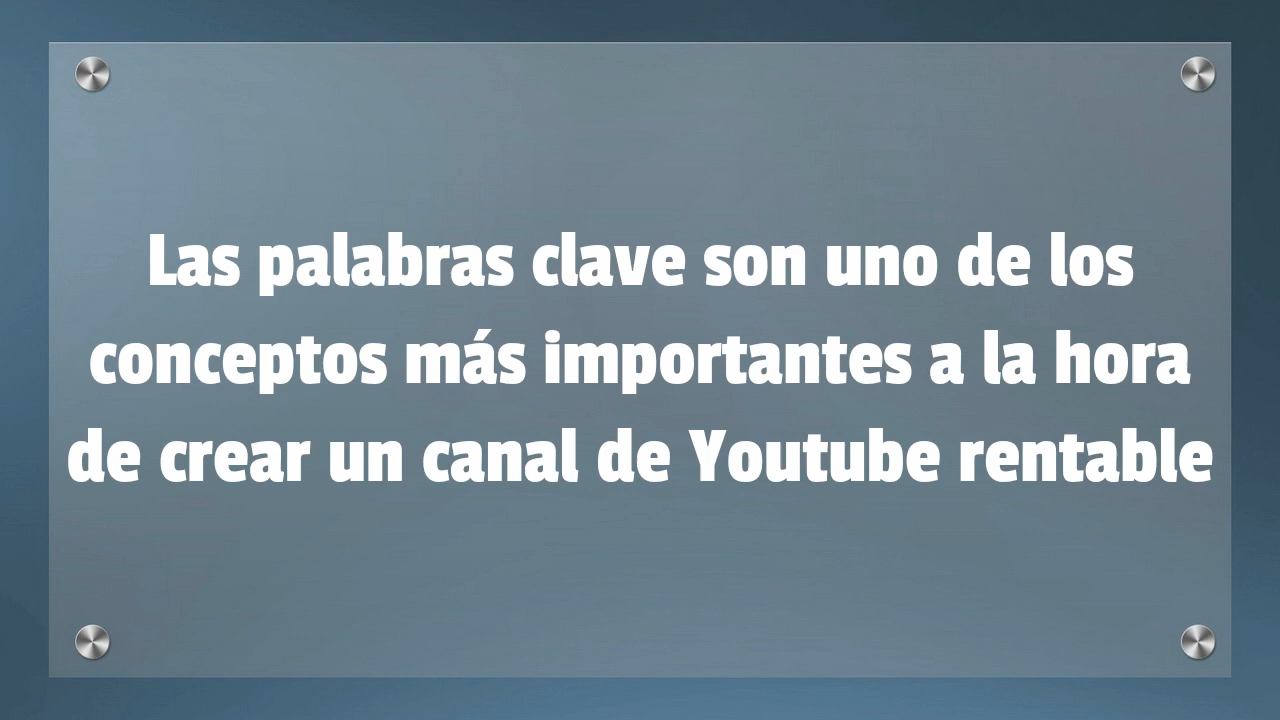 Las palabras clave son uno de los
conceptos más importantes a la hora
de crear un canal de Youtube rentable